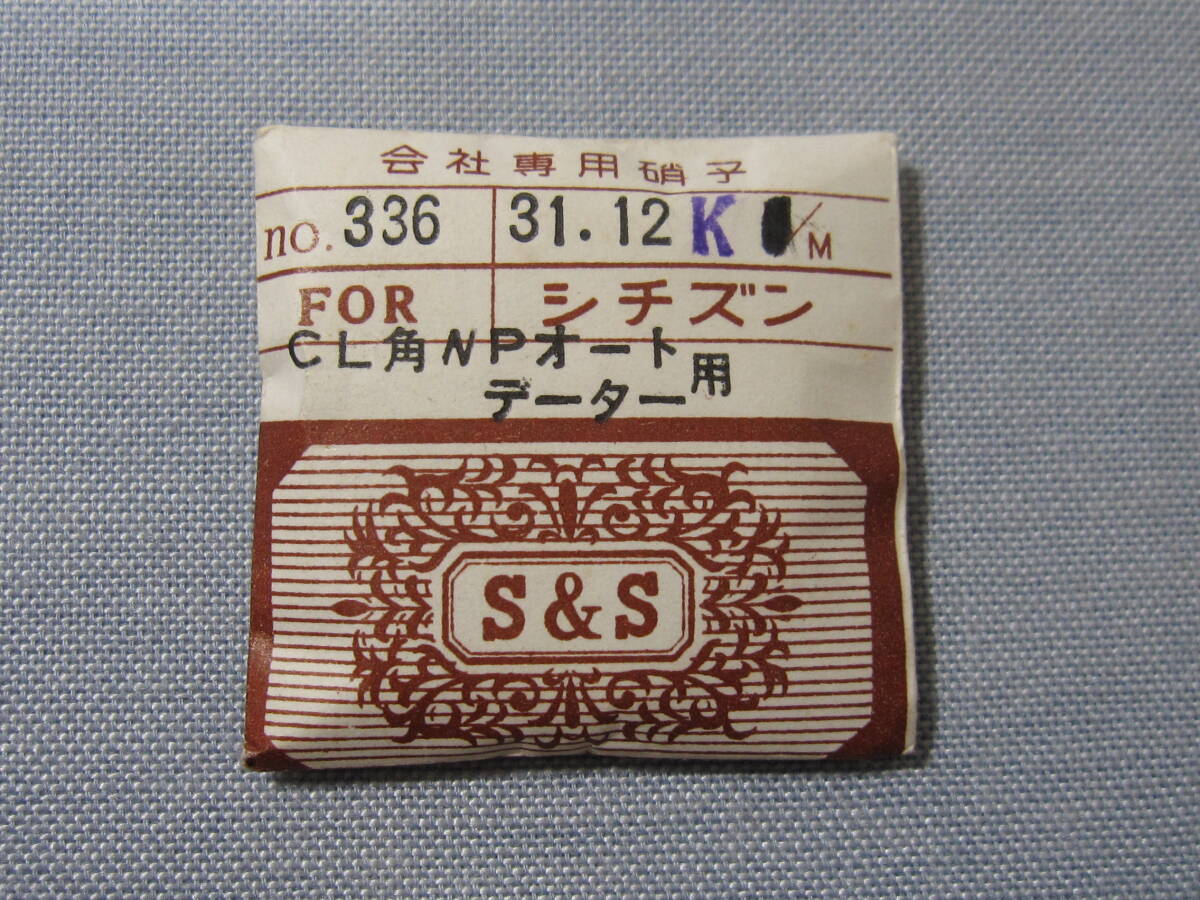 会社専用硝子
no. 336 31.12 K /M
FOR シチズン
CL角NPオート
データー用
S&S